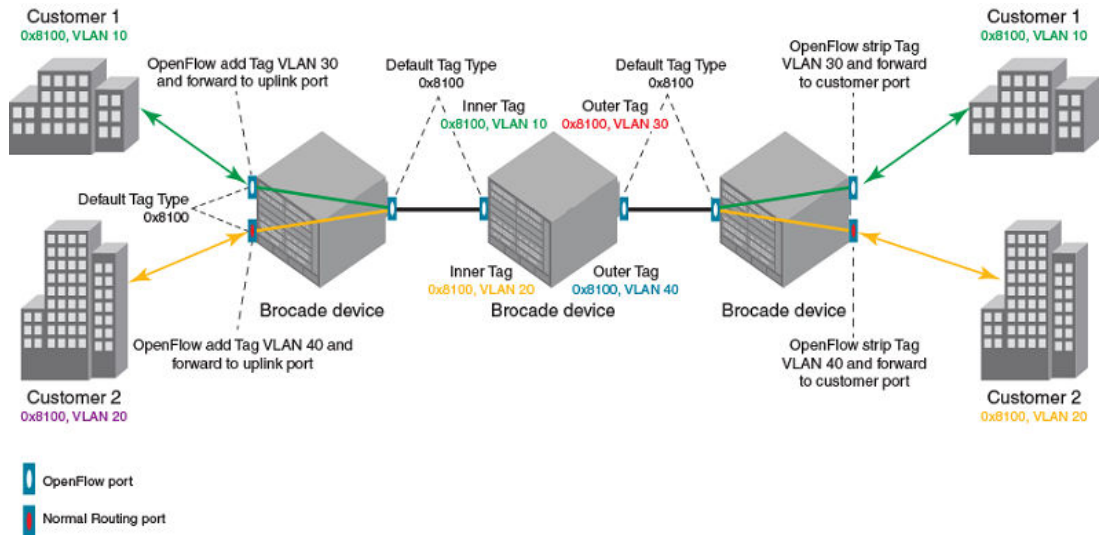 Customer 1
0x8100, VLAN 10
OpenFlow add Tag VLAN 30
and forward to uplink port
Default Tag Type
0x8100
Inner Tag
0x8100, VLAN 10
Default Tag Type
0x8100
Outer Tag
0x8100, VLAN 30
OpenFlow strip Tag
VLAN 30 and forward
to customer port
Customer 1
0x8100, VLAN 10
Default Tag Type
0x8100
Inner Tag
0x8100, VLAN 20
Outer Tag
0x8100, VLAN 40
Brocade device
Brocade device
Brocade device
OpenFlow add Tag VLAN 40 and
forward to uplink port
OpenFlow strip Tag
VLAN 40 and forward
to customer port
Customer 2
0x8100, VLAN 20
Customer 2
0x8100, VLAN 20
OpenFlow port
Normal Routing port